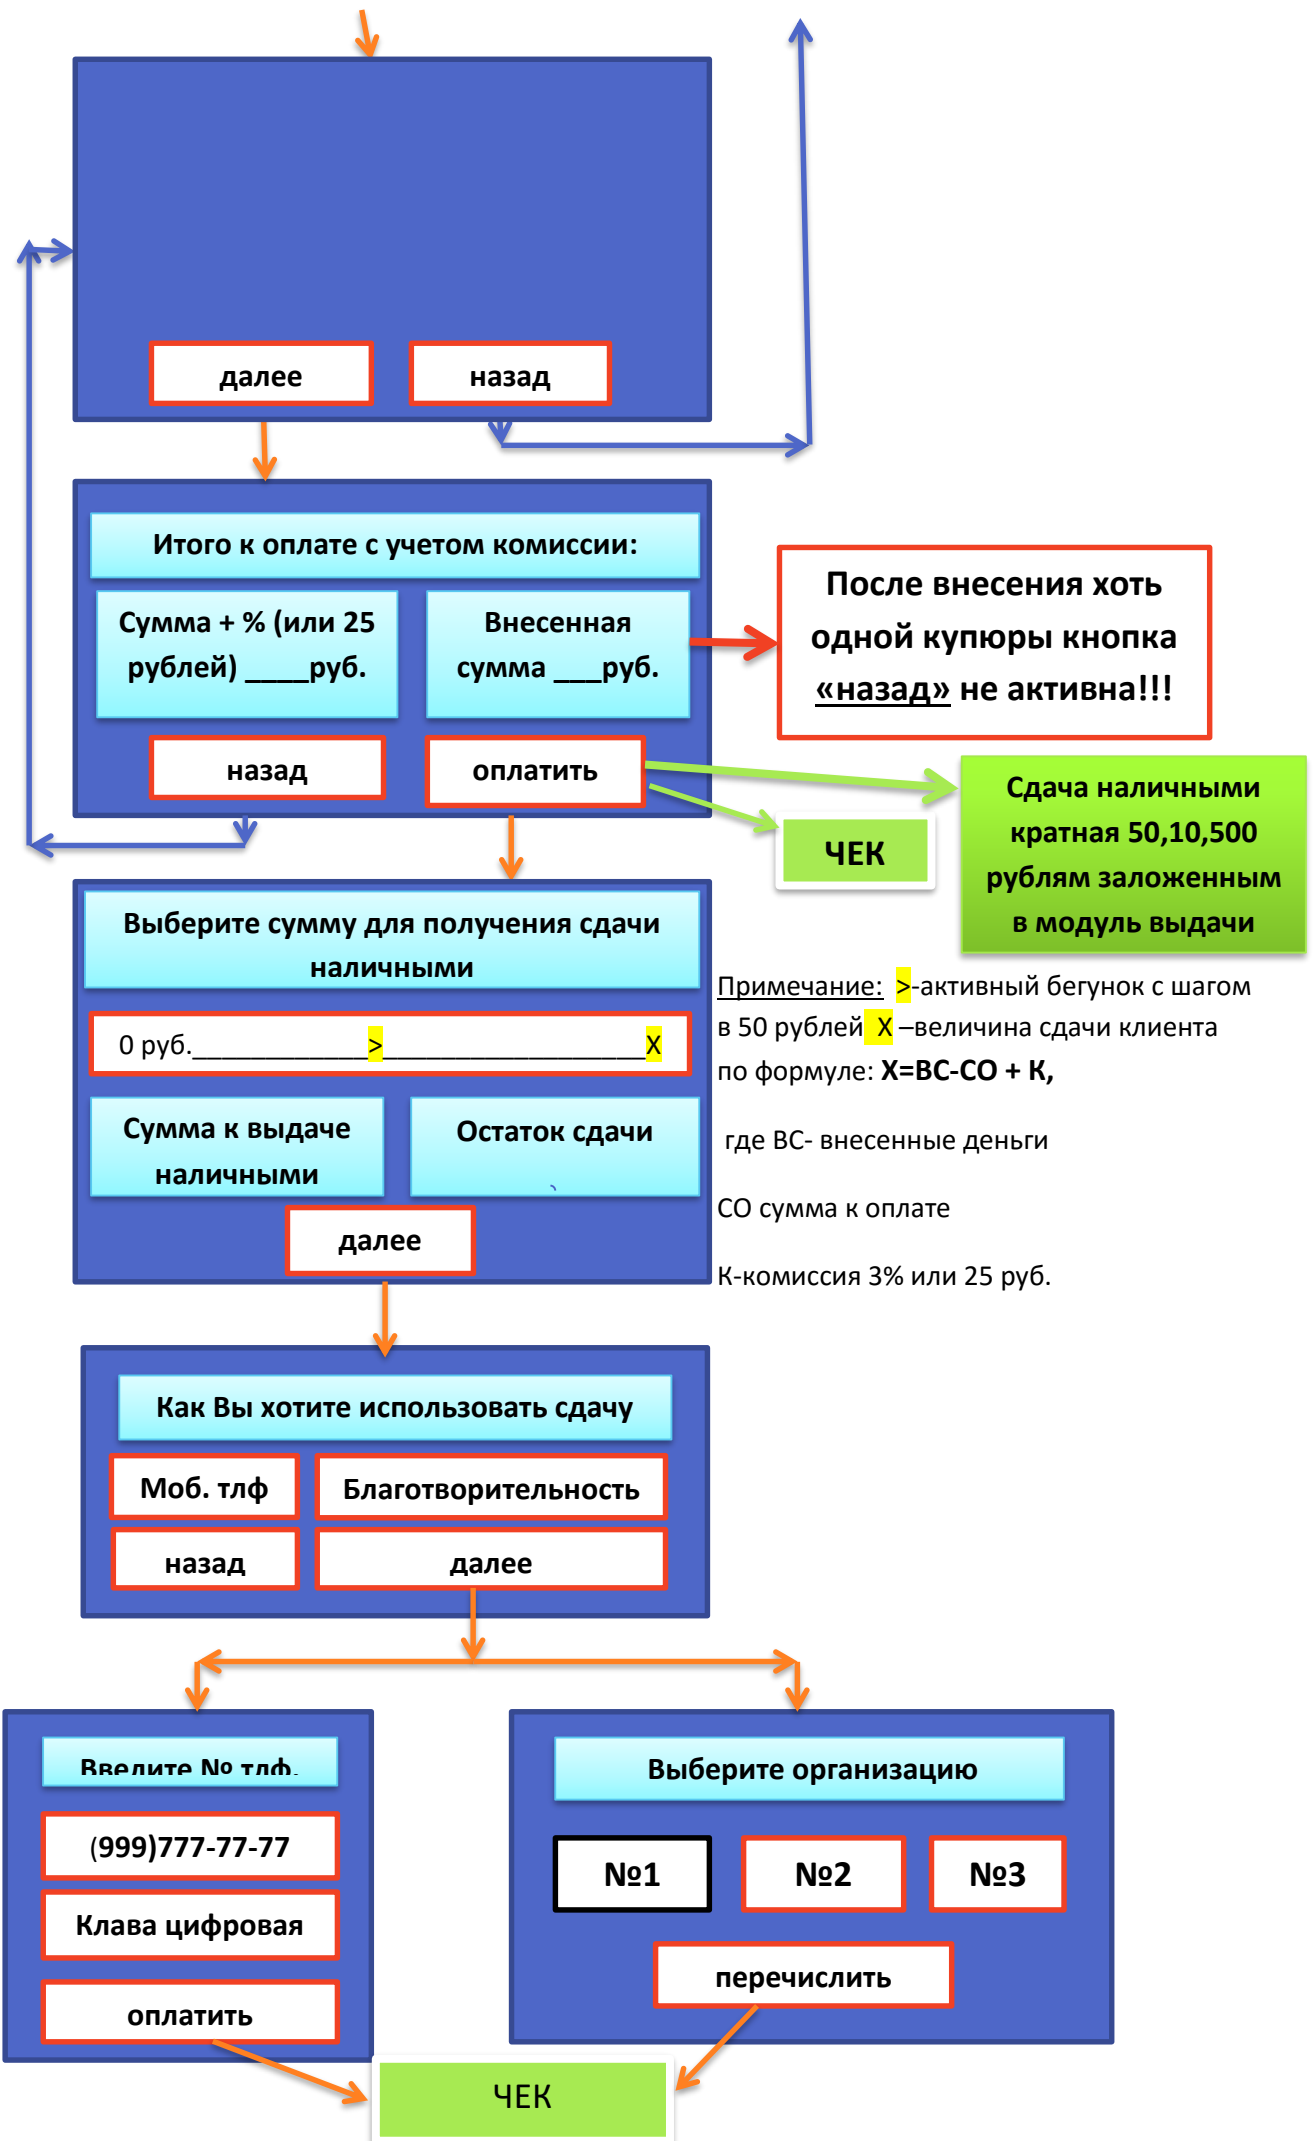 далее
назад
Итого к оплате с учетом комиссии:
Сумма + % (или 25
рублей) ____руб.
Внесенная
сумма ___руб.
После внесения хоть
одной купюры кнопка
«назад» не активна!!!
назад
оплатить
ЧЕК
Сдача наличными
кратная 50,10,500
рублям заложенным
в модуль выдачи
Выберите сумму для получения сдачи
наличными
0 руб.____________>__________________X
Сумма к выдаче
наличными
Остаток сдачи
далее
Примечание: >-активный бегунок с шагом
в 50 рублей X –величина сдачи клиента
по формуле: X=ВС-СО + К,
где ВС- внесенные деньги
СО сумма к оплате
К-комиссия 3% или 25 руб.
Как Вы хотите использовать сдачу
Моб. тлф
Благотворительность
назад
далее
Введите № тлф.
(999)777-77-77
Клава цифровая
оплатить
Выберите организацию
№1
№2
№3
перечислить
ЧЕК